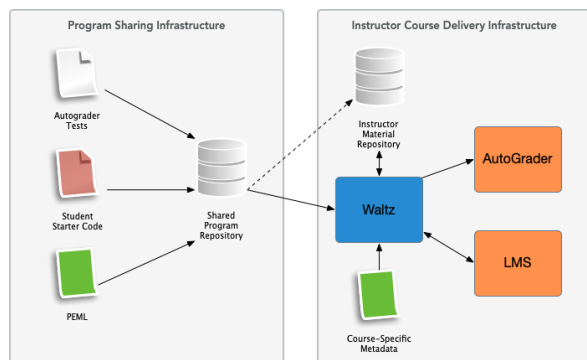 Program Sharing Infrastructure
Instructor Course Delivery Infrastructure
Autograder
Tests
Student
Starter Code
PEML
Shared
Program
Repository
Instructor
Material
Repository
Waltz
AutoGrader
LMS
Course-Specific
Metadata